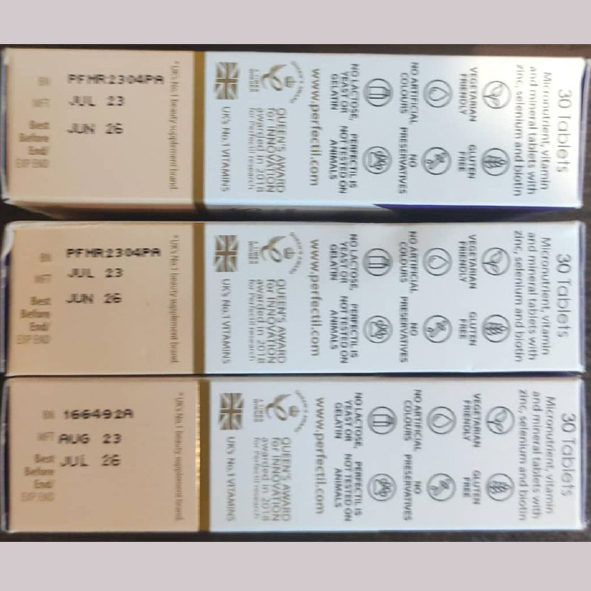 BN PFMR2304PA
MFT JUL 23
Best Before End/ EXP END JUN 26
*UK's No.1 beauty supplement brand.
UK'S No.1 VITAMINS
QUEEN'S AWARD
for INNOVATION
awarded in 2018
for Perfectil research
www.perfectil.com
NO LACTOSE,
YEAST OR
GELATIN
PERFECTIL IS
NOT TESTED ON
ANIMALS
NO ARTIFICIAL
COLOURS
NO
PRESERVATIVES
VEGETARIAN
FRIENDLY
GLUTEN
FREE
30 Tablets
Micronutrient, vitamin
and mineral tablets with
zinc, selenium and biotin
BN PFMR2304PA
MFT JUL 23
Best Before End/ EXP END JUN 26
*UK's No.1 beauty supplement brand.
UK'S No.1 VITAMINS
QUEEN'S AWARD
for INNOVATION
awarded in 2018
for Perfectil research
www.perfectil.com
NO LACTOSE,
YEAST OR
GELATIN
PERFECTIL IS
NOT TESTED ON
ANIMALS
NO ARTIFICIAL
COLOURS
NO
PRESERVATIVES
VEGETARIAN
FRIENDLY
GLUTEN
FREE
30 Tablets
Micronutrient, vitamin
and mineral tablets with
zinc, selenium and biotin
BN 166492A
MFT AUG 23
Best Before End/ EXP END JUL 26
*UK's No.1 beauty supplement brand.
UK'S No.1 VITAMINS
QUEEN'S AWARD
for INNOVATION
awarded in 2018
for Perfectil research
www.perfectil.com
NO LACTOSE,
YEAST OR
GELATIN
PERFECTIL IS
NOT TESTED ON
ANIMALS
NO ARTIFICIAL
COLOURS
NO
PRESERVATIVES
VEGETARIAN
FRIENDLY
GLUTEN
FREE
30 Tablets
Micronutrient, vitamin
and mineral tablets with
zinc, selenium and biotin